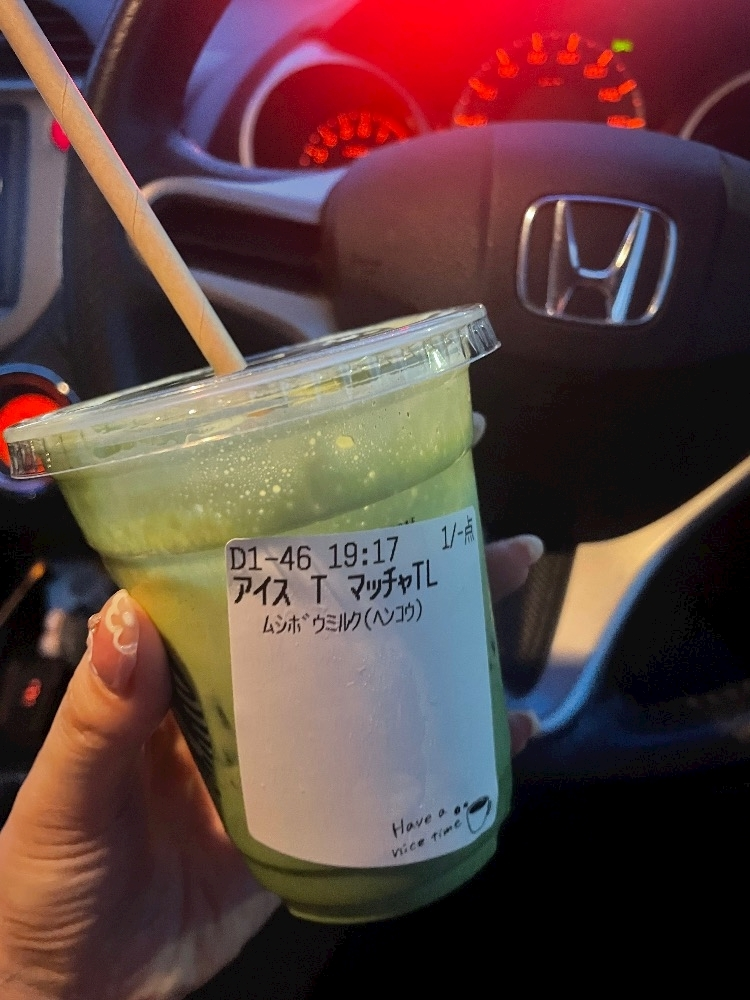 D1-46 19:17 1/-点
アイス T マッチャTL
ムシボウミルク(ヘンコウ)
Have a
nice time